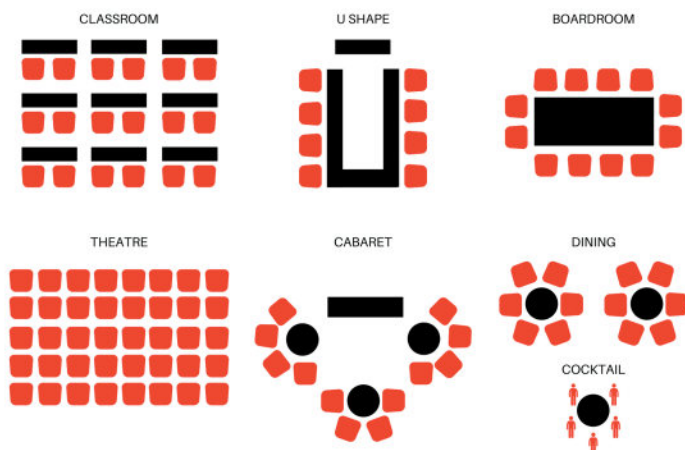 CLASSROOM
U SHAPE
BOARDROOM
THEATRE
CABARET
DINING
COCKTAIL